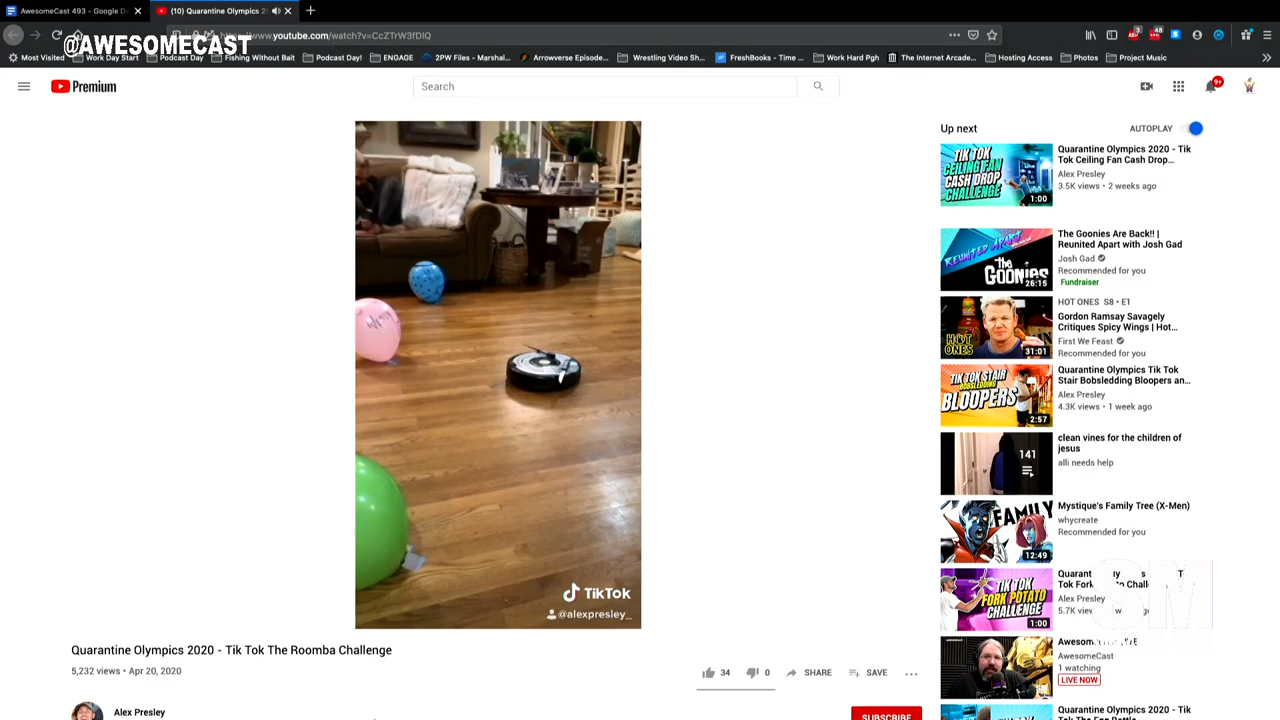 AwesomeCast 493 - Google D
(10) Quarantine Olympics 2
@AWESOMECAST
www.youtube.com/watch?v=CcZTrW3fDIQ
Most Visited
Work Day Start
Podcast Day
Fishing Without Bait
Podcast Day!
ENGAGE
2PW Files - Marshal...
Arrowverse Episode...
Wrestling Video Sh...
FreshBooks - Time ...
Work Hard Pgh
The Internet Arcade...
Hosting Access
Photos
Project Music
Premium
Search
9+
TikTok
@alexpresley_
Quarantine Olympics 2020 - Tik Tok The Roomba Challenge
5,232 views • Apr 20, 2020
34
0
SHARE
SAVE
Alex Presley
SUBSCRIBE
Up next
AUTOPLAY
TIK TOK
CEILING FAN
CASH DROP
CHALLENGE
1:00
Quarantine Olympics 2020 - Tik
Tok Ceiling Fan Cash Drop...
Alex Presley
3.5K views • 2 weeks ago
REUNITED APART
THE
GOONIES
26:15
The Goonies Are Back!! |
Reunited Apart with Josh Gad
Josh Gad
Recommended for you
Fundraiser
HOT
ONES
31:01
HOT ONES S8 • E1
Gordon Ramsay Savagely
Critiques Spicy Wings | Hot...
First We Feast
Recommended for you
TIK TOK STAIR
BOBSLEDDING
BLOOPERS
2:57
Quarantine Olympics Tik Tok
Stair Bobsledding Bloopers an...
Alex Presley
4.3K views • 1 week ago
141
clean vines for the children of
jesus
alli needs help
FAMILY
12:49
Mystique's Family Tree (X-Men)
whycreate
Recommended for you
TIK TOK
FORK POTATO
CHALLENGE
1:00
Alex Presley
5.7K
AwesomeCast
1 watching
LIVE NOW
Quarantine Olympics 2020 - Tik
Tok The Egg Battle